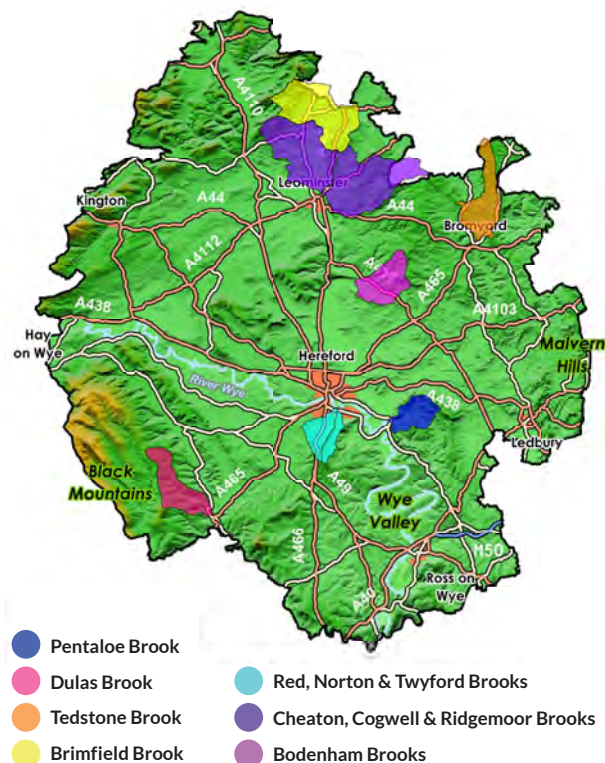 A4110
Leominster
Kington
A44
A44
Bromyard
A4112
A465
A438
A4103
Hay
on Wye
Hereford
Malvern
Hills
River Wye
A438
Ledbury
Black
Mountains
A465
A49
Wye
Valley
A466
M50
Ross on
Wye
A40
Pentaloe Brook
Dulas Brook
Red, Norton & Twyford Brooks
Tedstone Brook
Cheaton, Cogwell & Ridgemoor Brooks
Brimfield Brook
Bodenham Brooks